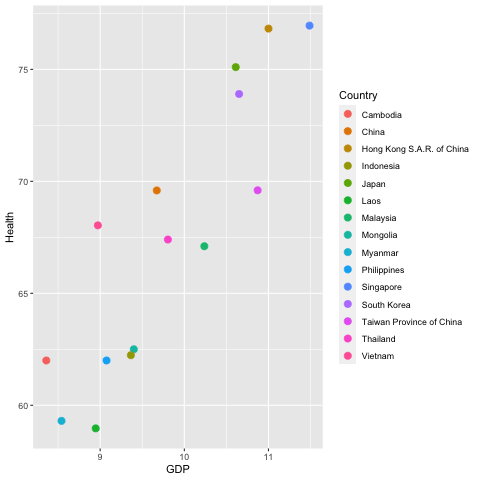 75
70
65
60
Health
9
10
11
GDP
Country
Cambodia
China
Hong Kong S.A.R. of China
Indonesia
Japan
Laos
Malaysia
Mongolia
Myanmar
Philippines
Singapore
South Korea
Taiwan Province of China
Thailand
Vietnam